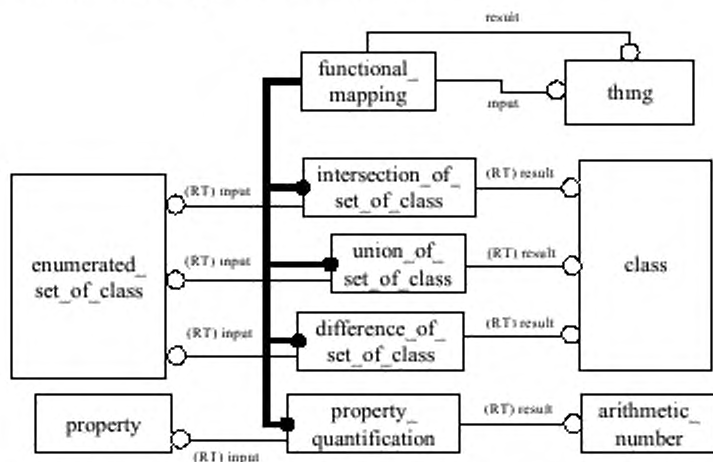 result
functional_
mapping
thing
input
(RT) input
intersection_of_
set_of_class
(RT) result
enumerated_
set_of_class
(RT) input
union_of_
set_of_class
(RT) result
class
(RT) input
difference_of_
set_of_class
(RT) result
property
(RT) input
property_
quantification
(RT) result
arithmetic_
number